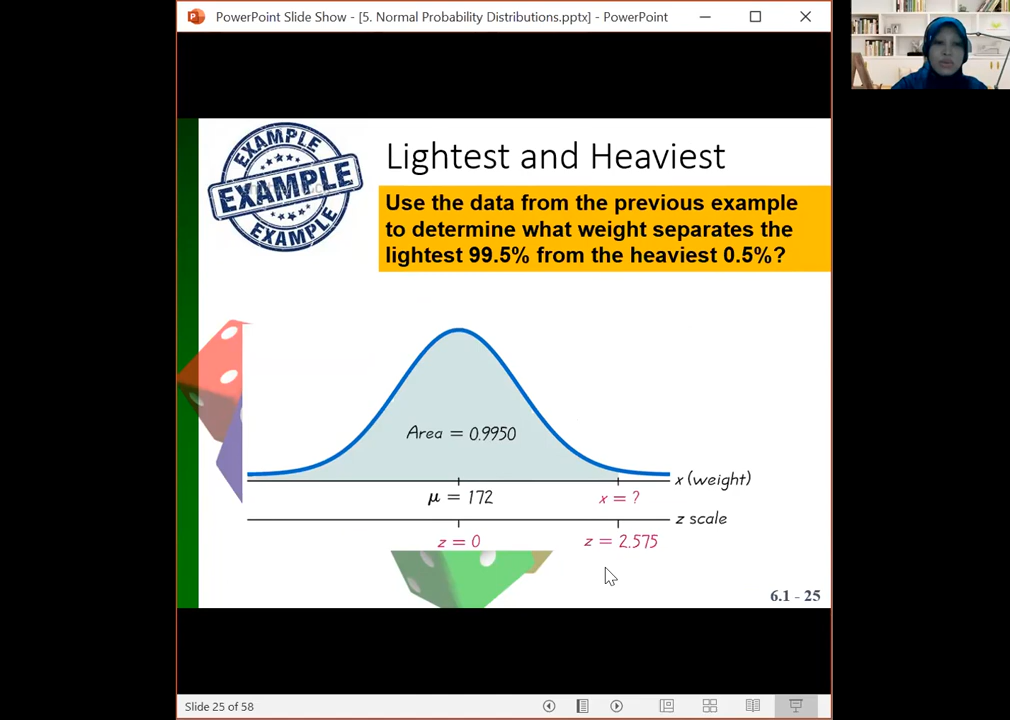 PowerPoint Slide Show - [5. Normal Probability Distributions.pptx] - PowerPoint
EXAMPLE
EXAMPLE
EXAMPLE
Lightest and Heaviest
Use the data from the previous example
to determine what weight separates the
lightest 99.5% from the heaviest 0.5%?
Area = 0.9950
x (weight)
μ = 172
x = ?
z scale
z = 0
z = 2.575
6.1 - 25
Slide 25 of 58